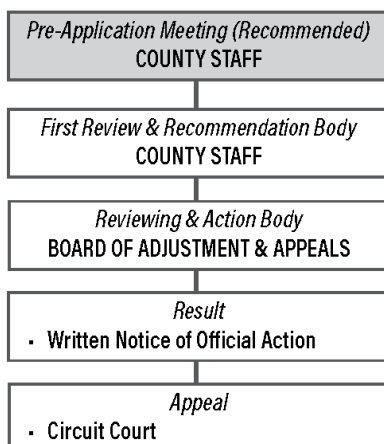 Pre-Application Meeting (Recommended)
COUNTY STAFF
First Review & Recommendation Body
COUNTY STAFF
Reviewing & Action Body
BOARD OF ADJUSTMENT & APPEALS
Result
· Written Notice of Official Action
Appeal
· Circuit Court